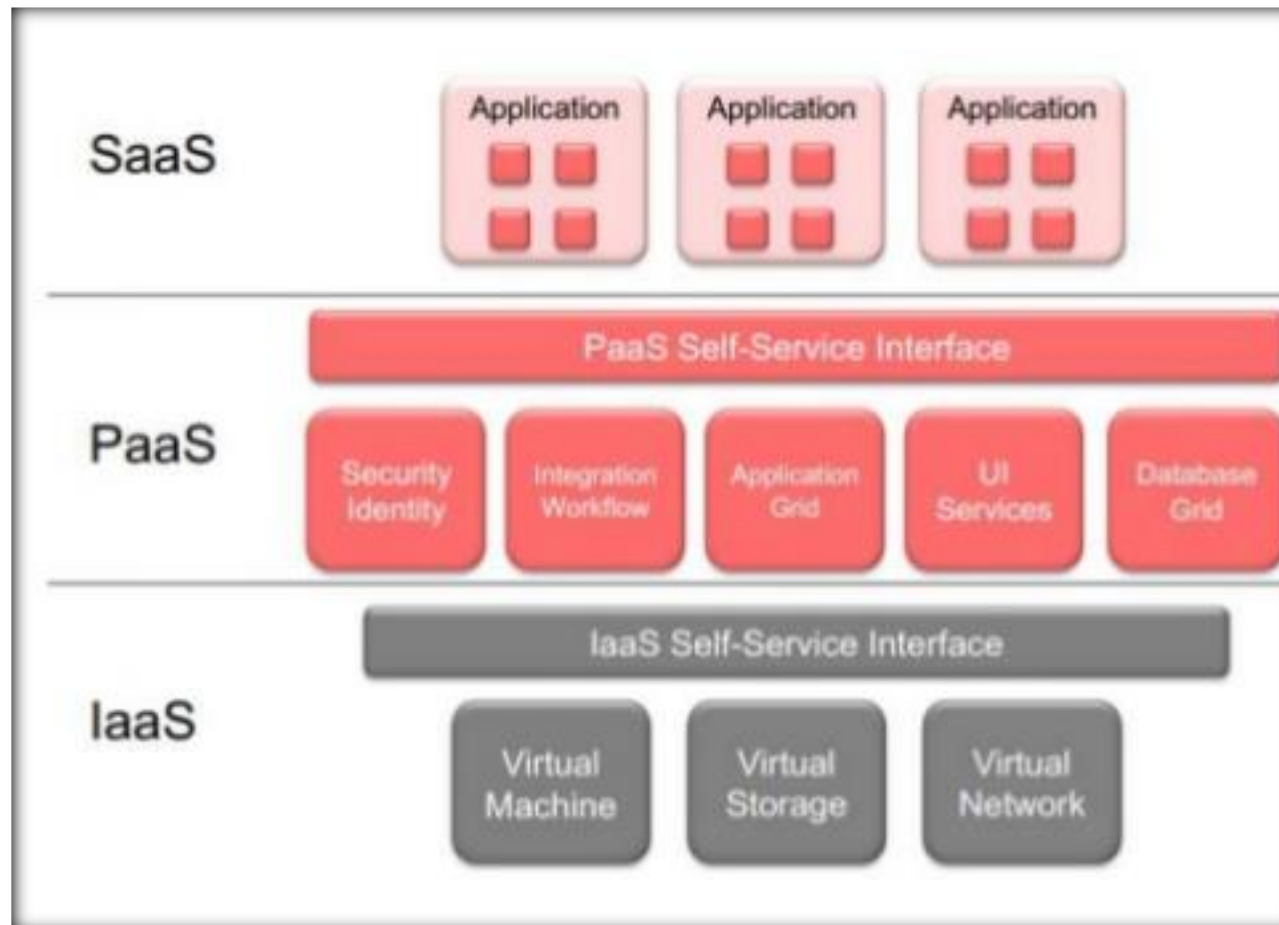 SaaS
Application
Application
Application
PaaS
PaaS Self-Service Interface
Security
Identity
Integration
Workflow
Application
Grid
UI
Services
Database
Grid
IaaS
IaaS Self-Service Interface
Virtual
Machine
Virtual
Storage
Virtual
Network